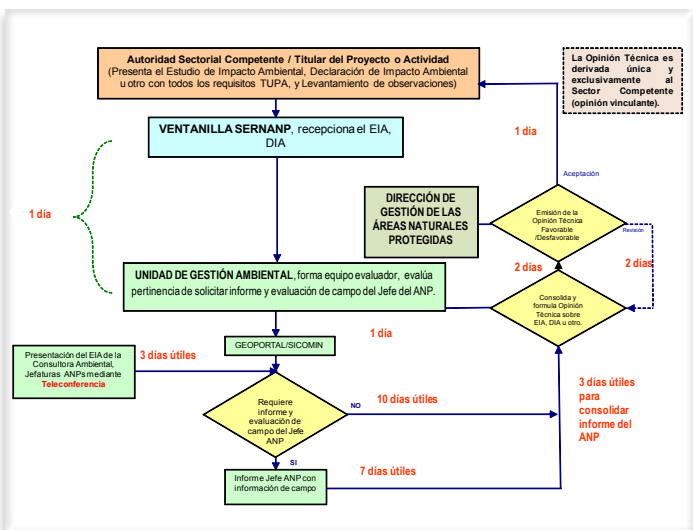 Autoridad Sectorial Competente / Titular del Proyecto o Actividad
(Presenta el Estudio de Impacto Ambiental, Declaración de Impacto Ambiental
u otro con todos los requisitos TUPA, y Levantamiento de observaciones)
La Opinión Técnica es
derivada única y
exclusivamente al
Sector Competente
(opinión vinculante).
VENTANILLA SERNANP, recepciona el EIA,
DIA
1 día
Aceptación
1 día
DIRECCIÓN DE
GESTIÓN DE LAS
ÁREAS NATURALES
PROTEGIDAS
Emisión de la
Opinión Técnica
Favorable
/Desfavorable
Revisión
2 días
2 días
UNIDAD DE GESTIÓN AMBIENTAL, forma equipo evaluador, evalúa
pertinencia de solicitar informe y evaluación de campo del Jefe del ANP.
Consolida y
formula Opinión
Técnica sobre
EIA, DIA u otro.
1 día
GEOPORTAL/SICOMIN
Presentación del EIA de la
Consultora Ambiental,
Jefaturas ANPs mediante
Teleconferencia
3 días útiles
Requiere
informe y
evaluación de
campo del Jefe
ANP
NO
10 días útiles
3 días útiles
para
consolidar
informe del
ANP
SI
Informe Jefe ANP con
información de campo
7 días útiles